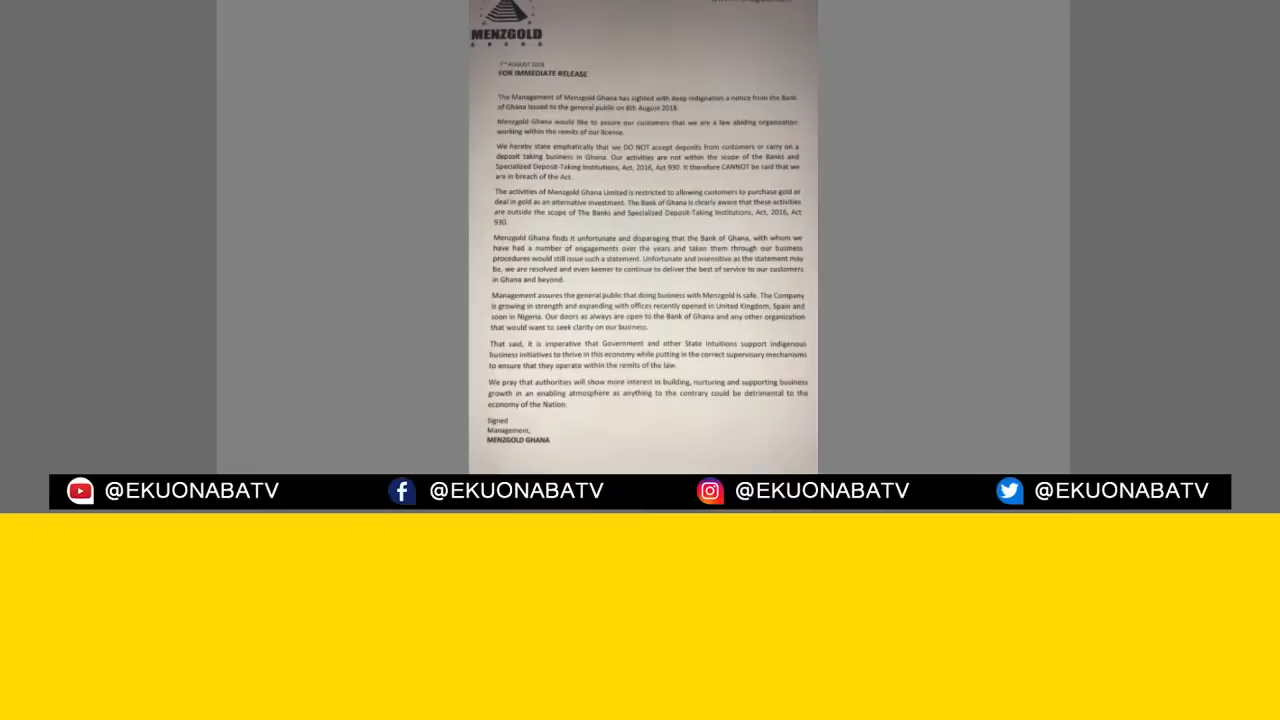 MENZGOLD
GHANA
7TH AUGUST 2018
FOR IMMEDIATE RELEASE
The Management of Menzgold Ghana has sighted with deep indignation a notice from the Bank
of Ghana issued to the general public on 6th August 2018.
Menzgold Ghana would like to assure our customers that we are a law abiding organization
working within the remits of our license.
We hereby state emphatically that we DO NOT accept deposits from customers or carry on a
deposit taking business in Ghana. Our activities are not within the scope of the Banks and
Specialized Deposit-Taking Institutions, Act, 2016, Act 930. It therefore CANNOT be said that we
are in breach of the Act.
The activities of Menzgold Ghana Limited is restricted to allowing customers to purchase gold or
deal in gold as an alternative investment. The Bank of Ghana is clearly aware that these activities
are outside the scope of The Banks and Specialized Deposit-Taking Institutions, Act, 2016, Act
930.
Menzgold Ghana finds it unfortunate and disparaging that the Bank of Ghana, with whom we
have had a number of engagements over the years and taken them through our business
procedures would still issue such a statement. Unfortunate and insensitive as the statement may
be, we are resolved and even keener to continue to deliver the best of service to our customers
in Ghana and beyond.
Management assures the general public that doing business with Menzgold is safe. The Company
is growing in strength and expanding with offices recently opened in United Kingdom, Spain and
soon in Nigeria. Our doors as always are open to the Bank of Ghana and any other organization
that would want to seek clarity on our business.
That said, it is imperative that Government and other State Intuitions support indigenous
business initiatives to thrive in this economy while putting in the correct supervisory mechanisms
to ensure that they operate within the remits of the law.
We pray that authorities will show more interest in building, nurturing and supporting business
growth in an enabling atmosphere as anything to the contrary could be detrimental to the
economy of the Nation.
Signed
Management,
MENZGOLD GHANA
@EKUONABATV @EKUONABATV @EKUONABATV @EKUONABATV